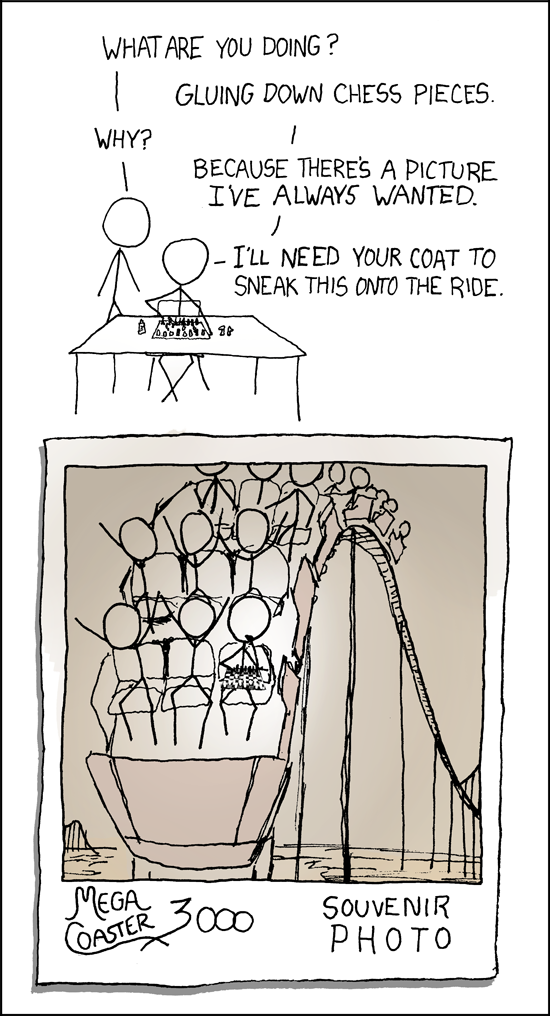 WHAT ARE YOU DOING?
GLUING DOWN CHESS PIECES.
WHY?
BECAUSE THERE'S A PICTURE
I'VE ALWAYS WANTED.
I'LL NEED YOUR COAT TO
SNEAK THIS ONTO THE RIDE.
MEGA
COASTER 3000
SOUVENIR
PHOTO